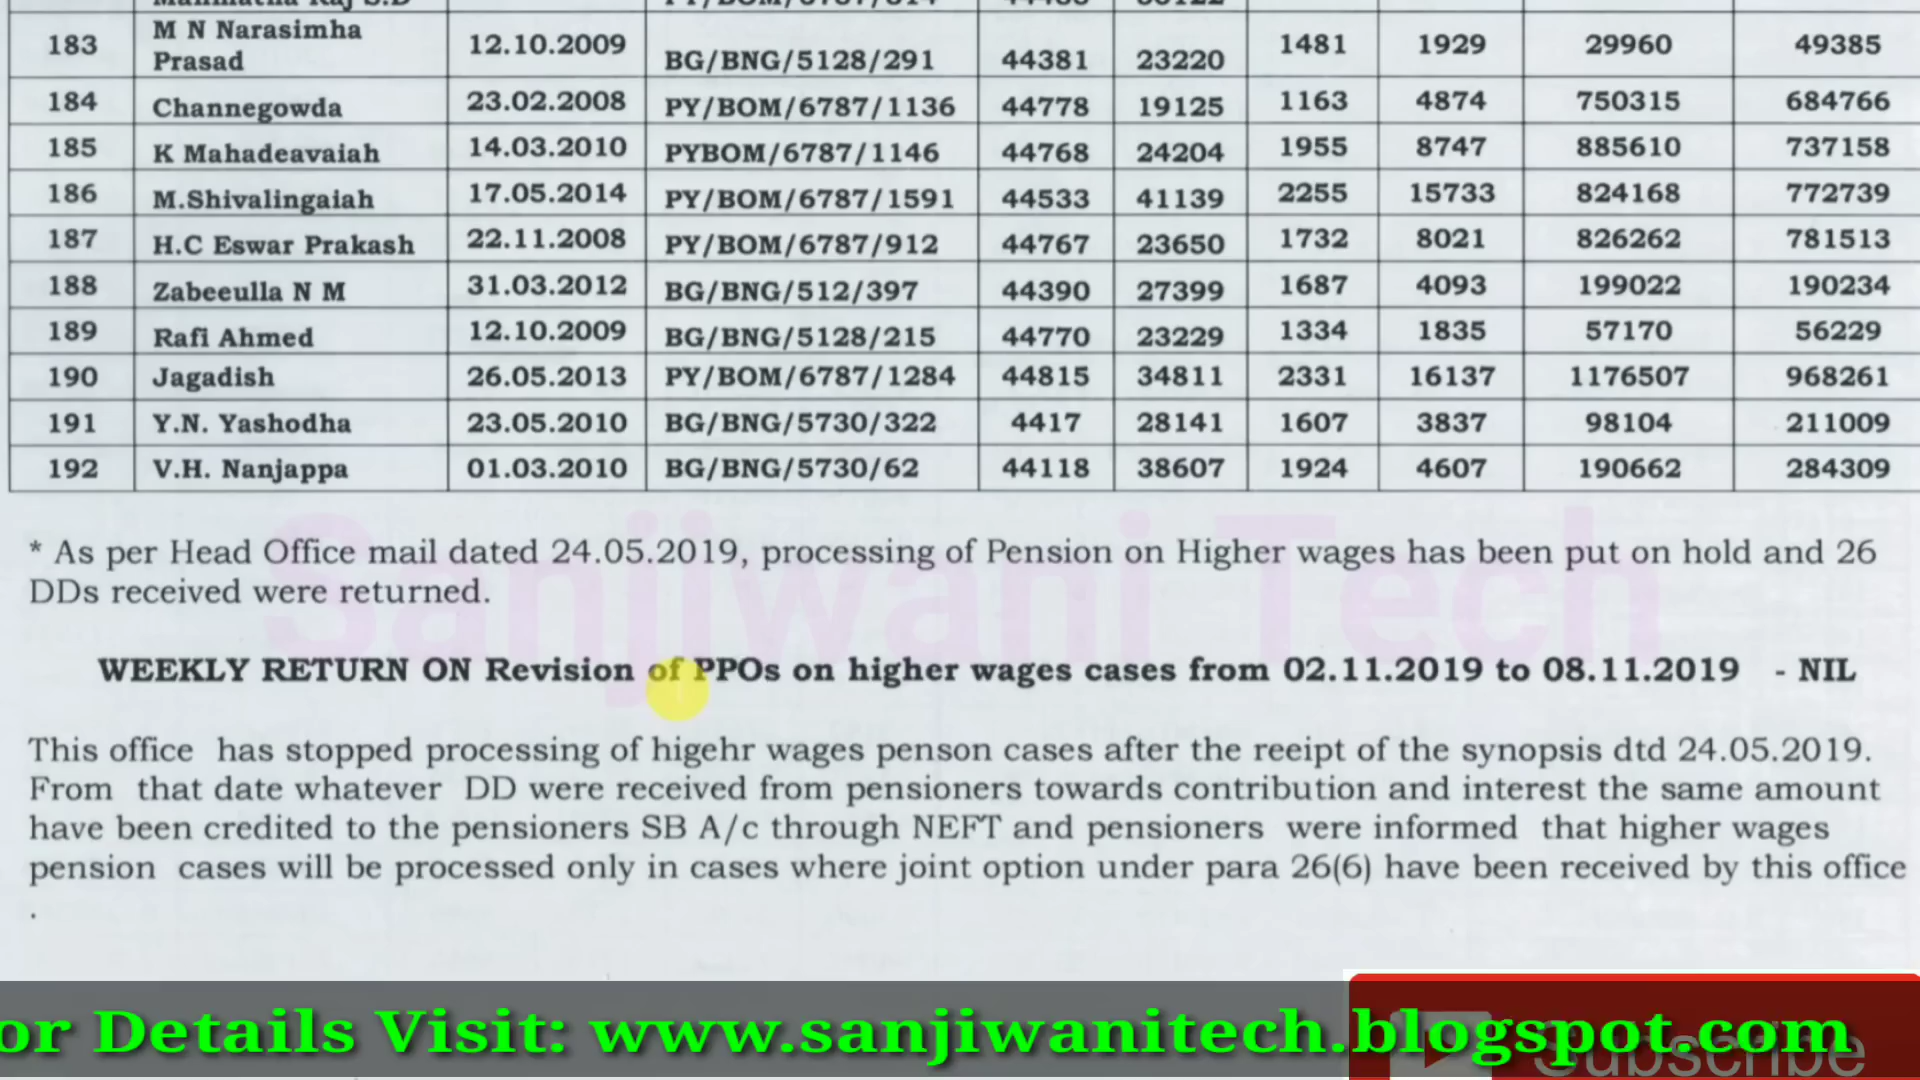 183 M N Narasimha Prasad 12.10.2009 BG/BNG/5128/291 44381 23220 1481 1929 29960 49385
184 Channegowda 23.02.2008 PY/BOM/6787/1136 44778 19125 1163 4874 750315 684766
185 K Mahadeavaiah 14.03.2010 PYBOM/6787/1146 44768 24204 1955 8747 885610 737158
186 M.Shivalingaiah 17.05.2014 PY/BOM/6787/1591 44533 41139 2255 15733 824168 772739
187 H.C Eswar Prakash 22.11.2008 PY/BOM/6787/912 44767 23650 1732 8021 826262 781513
188 Zabeeulla N M 31.03.2012 BG/BNG/512/397 44390 27399 1687 4093 199022 190234
189 Rafi Ahmed 12.10.2009 BG/BNG/5128/215 44770 23229 1334 1835 57170 56229
190 Jagadish 26.05.2013 PY/BOM/6787/1284 44815 34811 2331 16137 1176507 968261
191 Y.N. Yashodha 23.05.2010 BG/BNG/5730/322 4417 28141 1607 3837 98104 211009
192 V.H. Nanjappa 01.03.2010 BG/BNG/5730/62 44118 38607 1924 4607 190662 284309
* As per Head Office mail dated 24.05.2019, processing of Pension on Higher wages has been put on hold and 26
DDs received were returned.
Sanjiwani Tech
WEEKLY RETURN ON Revision of PPOs on higher wages cases from 02.11.2019 to 08.11.2019 - NIL
This office has stopped processing of higehr wages penson cases after the reeipt of the synopsis dtd 24.05.2019.
From that date whatever DD were received from pensioners towards contribution and interest the same amount
have been credited to the pensioners SB A/c through NEFT and pensioners were informed that higher wages
pension cases will be processed only in cases where joint option under para 26(6) have been received by this office
.
or Details Visit: www.sanjiwanitech.blogspot.com
Subscribe